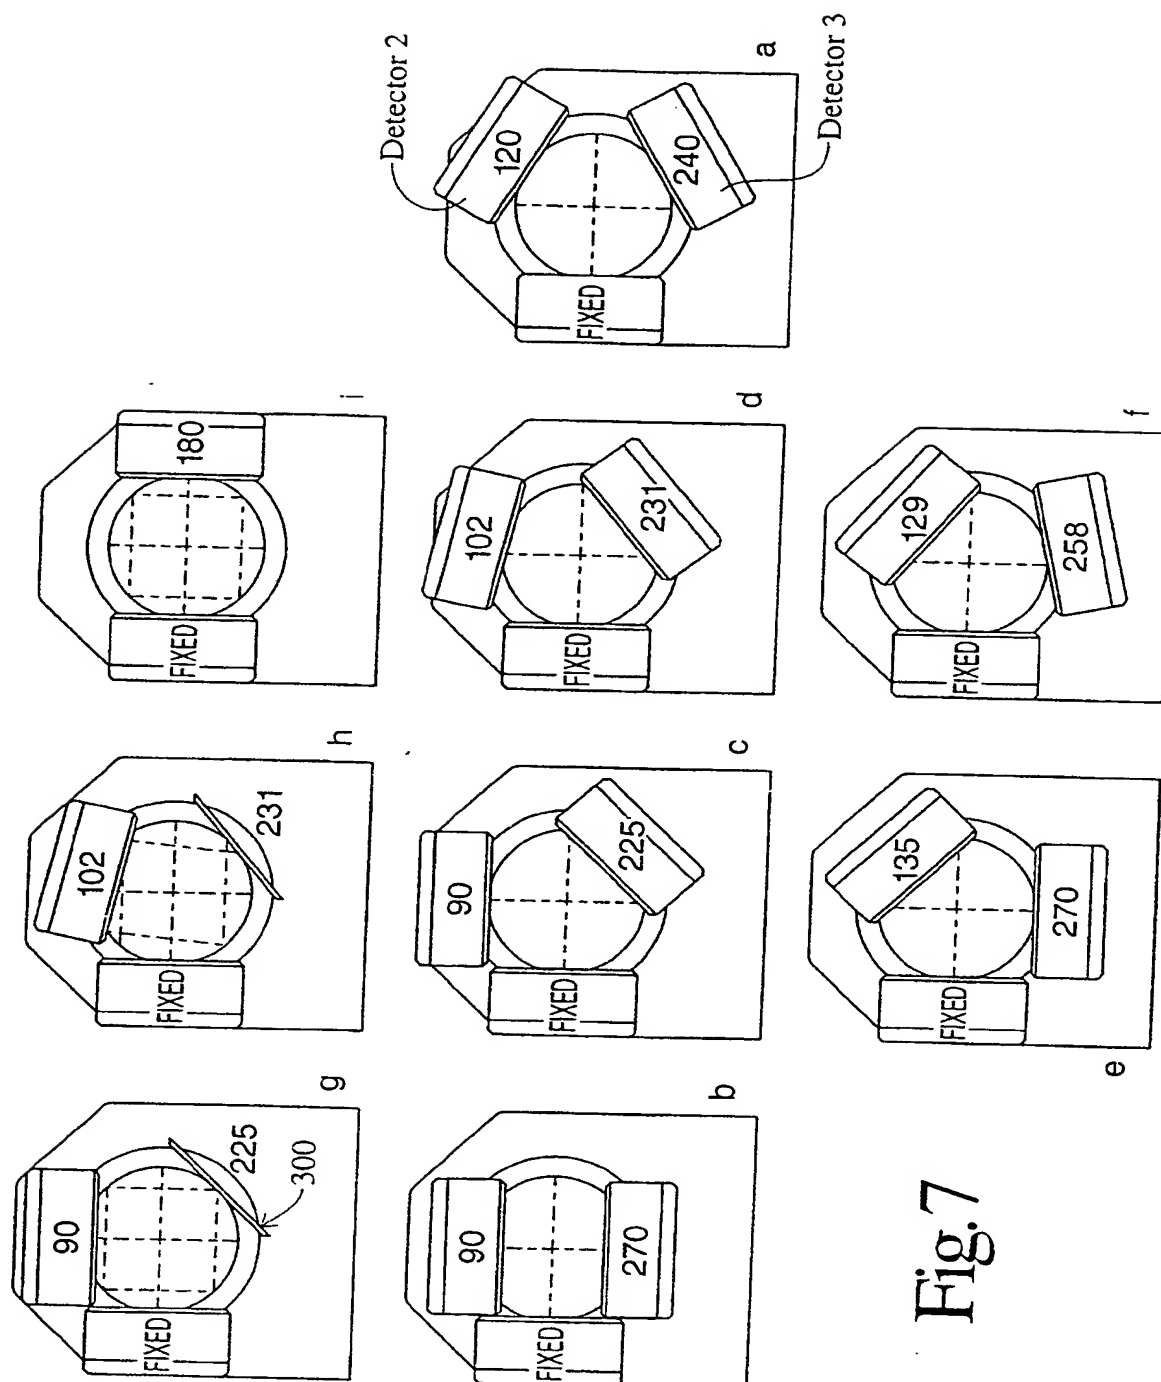 Detector 2
120
240
FIXED
Detector 3
a
180
FIXED
i
102
231
FIXED
d
129
258
FIXED
f
102
231
FIXED
h
90
225
FIXED
c
135
270
FIXED
e
90
225
300
FIXED
g
90
270
FIXED
b
Fig.7